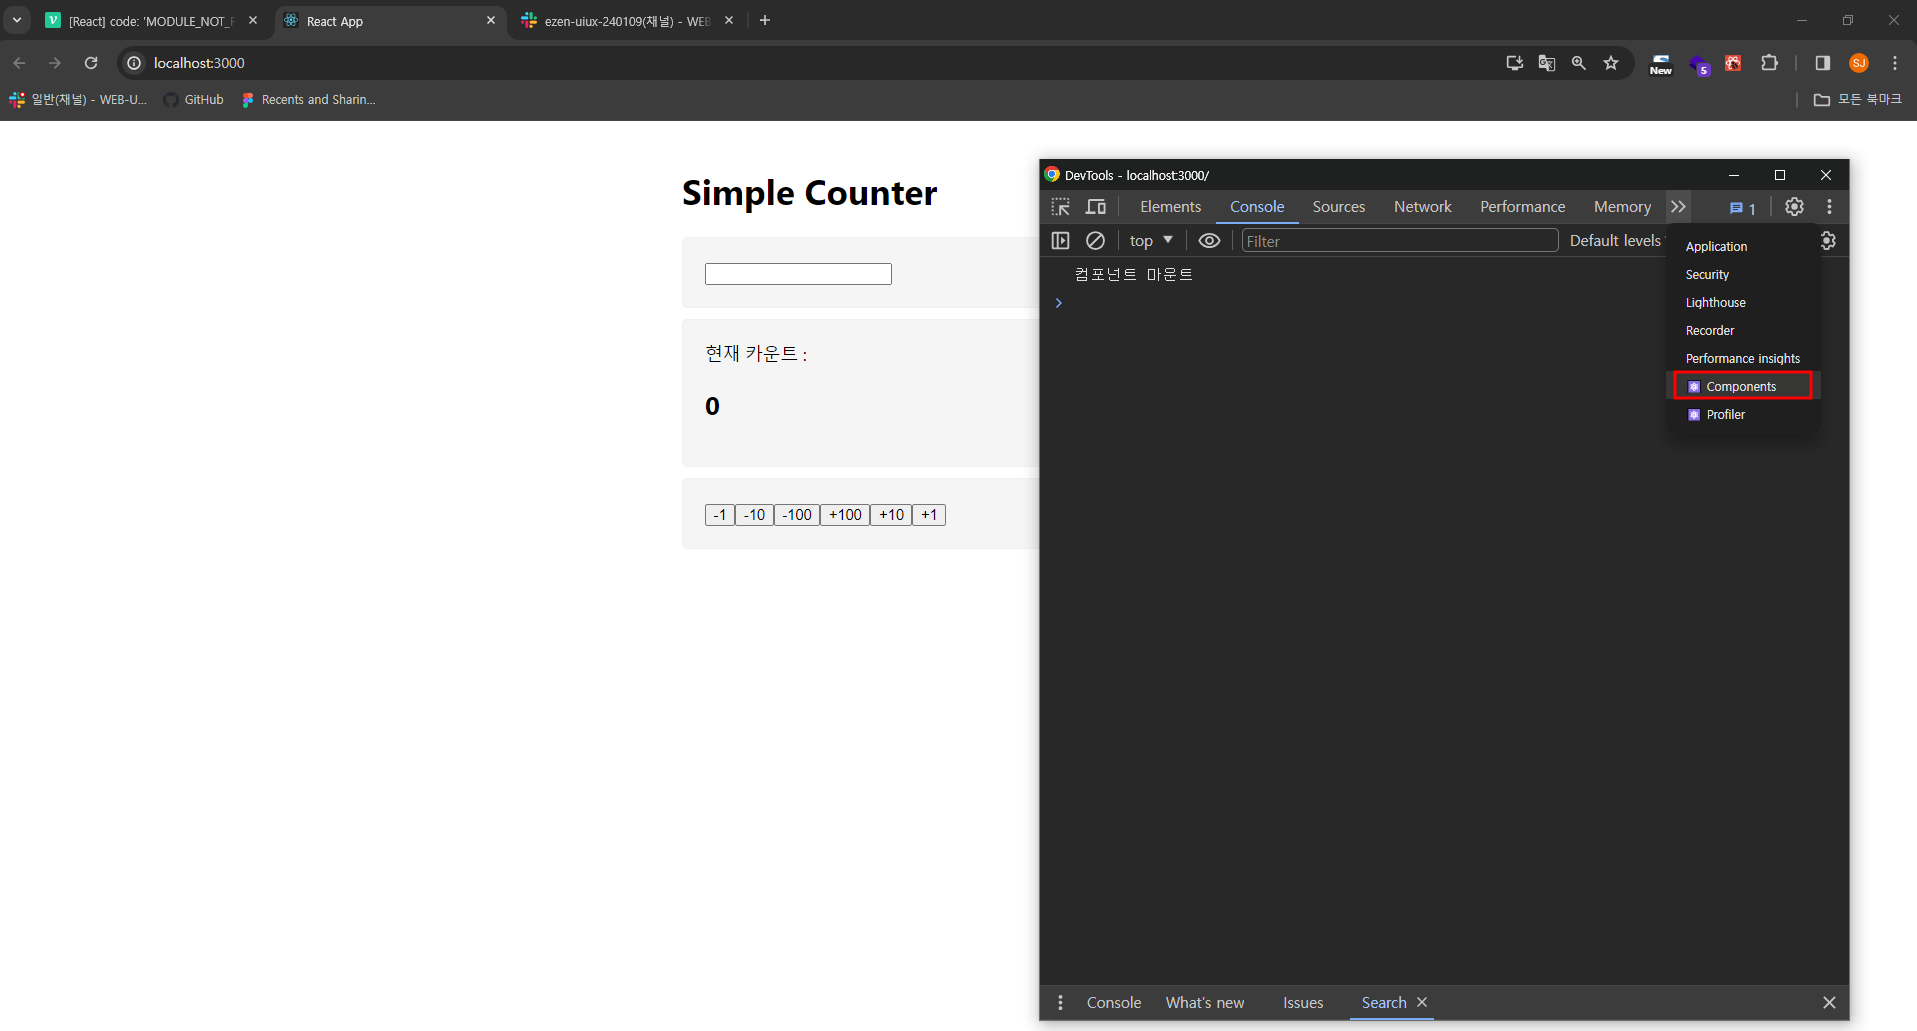 [React] code: 'MODULE_NOT_F
React App
ezen-uiux-240109(채널) - WEB
localhost:3000
New
5
SJ
일반(채널) - WEB-U...
GitHub
Recents and Sharin...
모든 북마크
Simple Counter
현재 카운트 :
0
-1
-10
-100
+100
+10
+1
DevTools - localhost:3000/
Elements
Console
Sources
Network
Performance
Memory
1
top
Filter
Default levels
컴포넌트 마운트
Application
Security
Lighthouse
Recorder
Performance insights
Components
Profiler
Console
What's new
Issues
Search